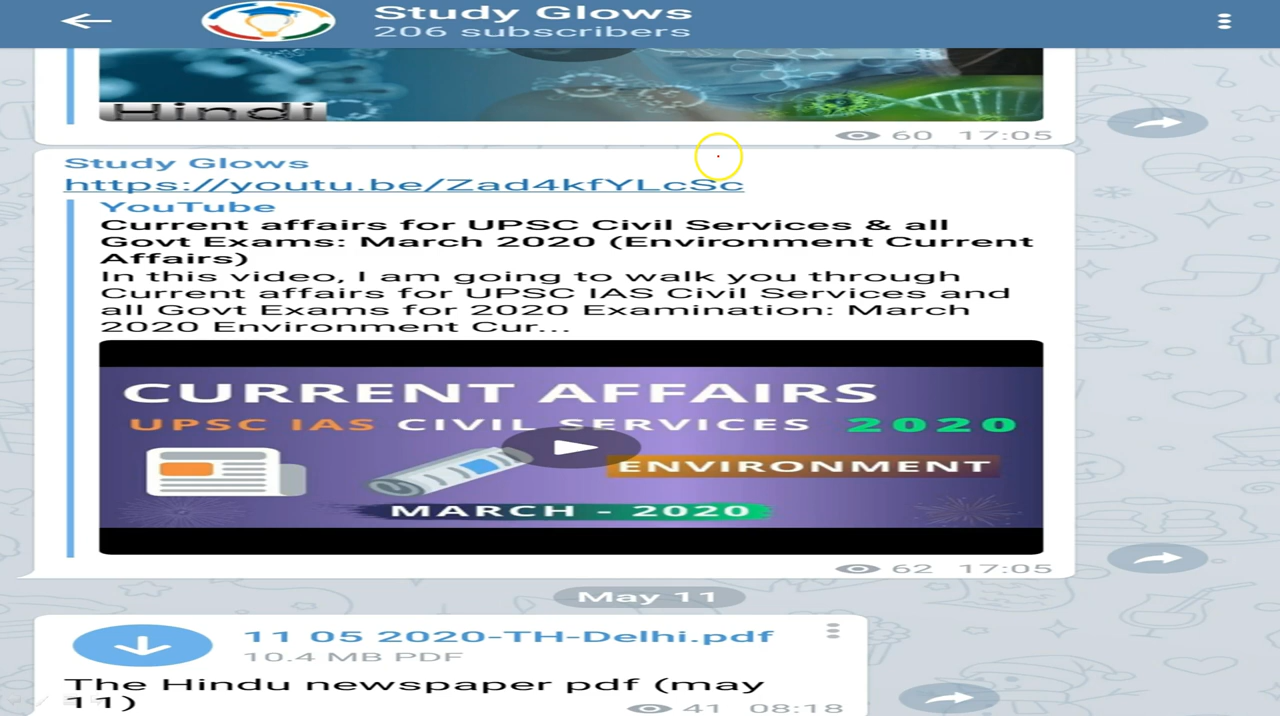 Study Glows
206 subscribers
Hindi
60 17:05
Study Glows
https://youtu.be/Zad4kfYLcSc
YouTube
Current affairs for UPSC Civil Services & all
Govt Exams: March 2020 (Environment Current
Affairs)
In this video, I am going to walk you through
Current affairs for UPSC IAS Civil Services and
all Govt Exams for 2020 Examination: March
2020 Environment Cur...
CURRENT AFFAIRS
UPSC IAS CIVIL SERVICES 2020
ENVIRONMENT
MARCH - 2020
62 17:05
May 11
11 05 2020-TH-Delhi.pdf
10.4 MB PDF
The Hindu newspaper pdf (may
11)
41 08:18